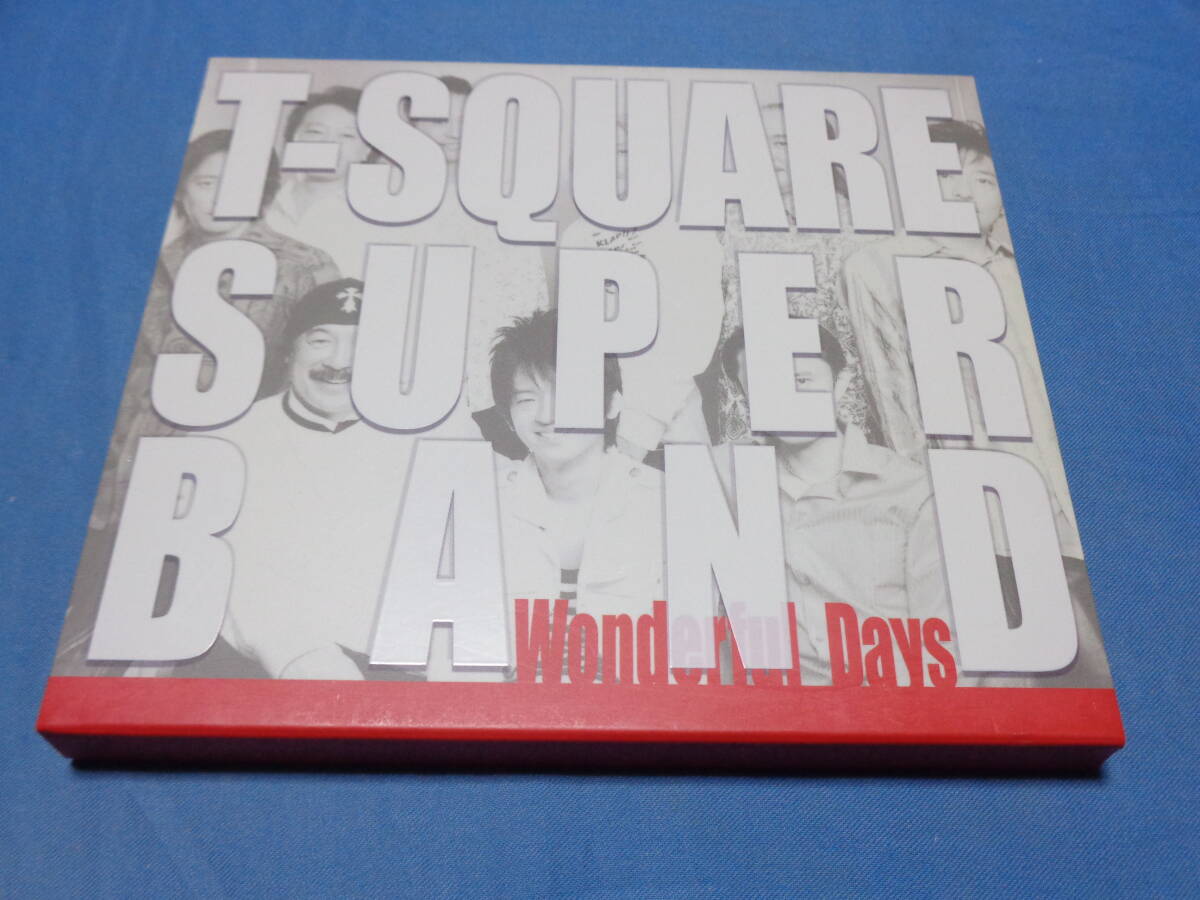 T-SQUARE
SUPER
BAND
Wonderful Days